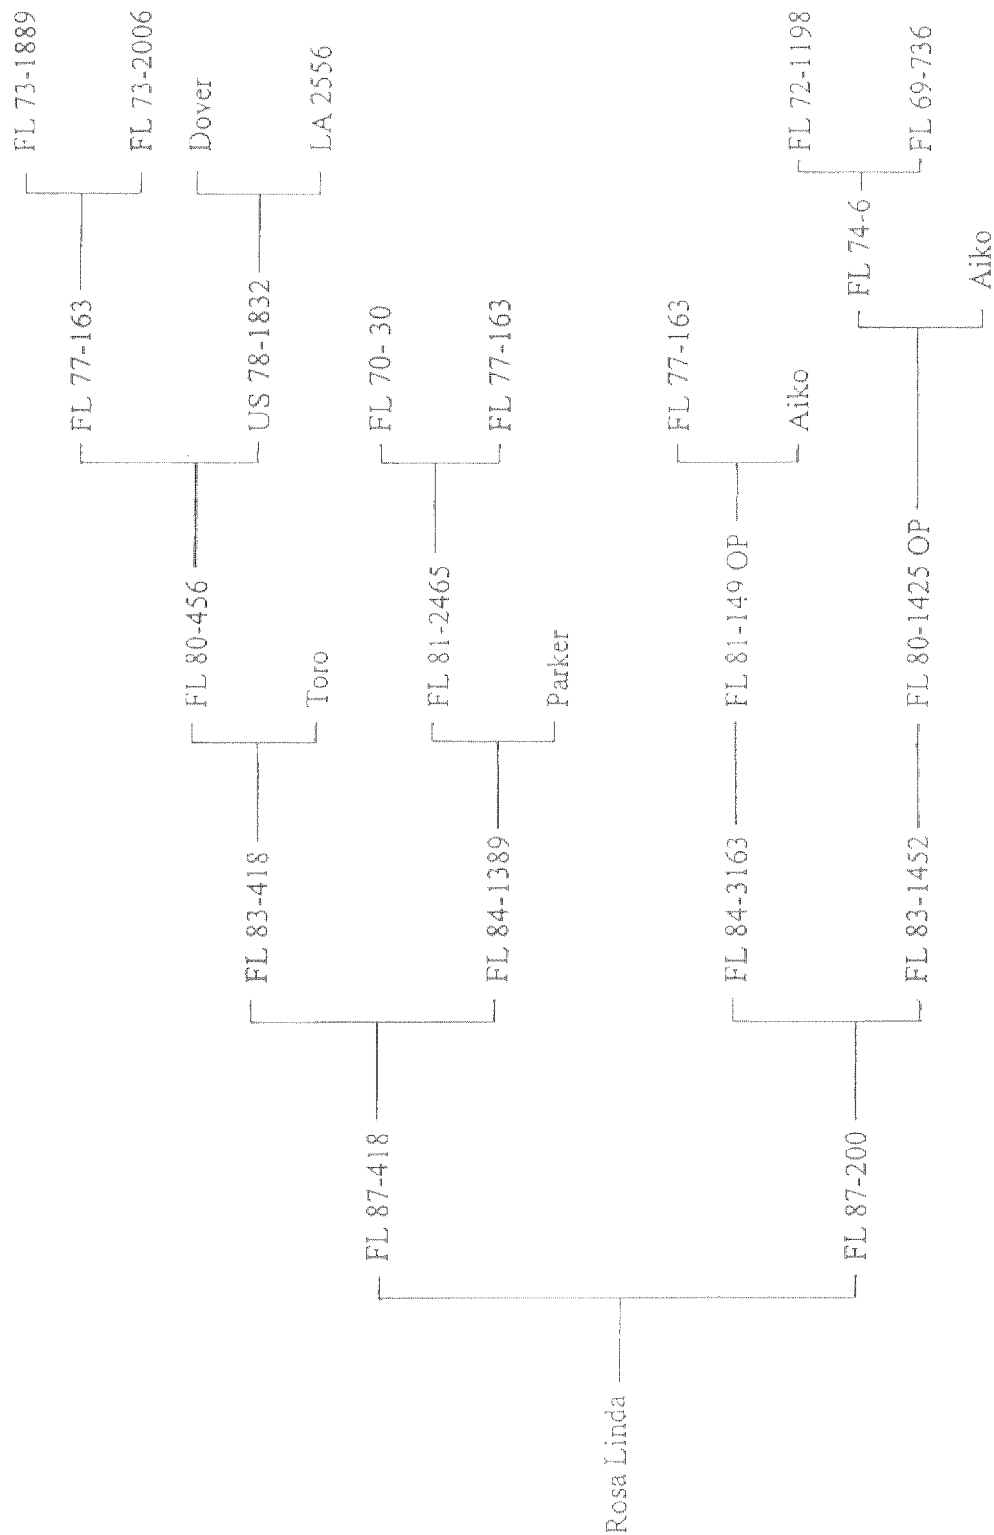 FL 73-1889
FL 73-2006
Dover
LA 2556
FL 72-1198
FL 69-736
FL 77-163
US 78-1832
FL 70-30
FL 77-163
FL 77-163
Aiko
FL 74-6
Aiko
FL 80-456
Toro
FL 81-2465
Parker
FL 81-149 OP
FL 80-1425 OP
FL 83-418
FL 84-1389
FL 84-3163
FL 83-1452
FL 87-418
FL 87-200
Rosa Linda